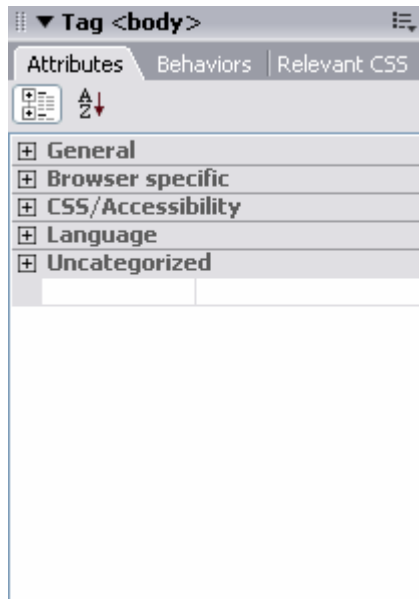 Tag <body>
Attributes Behaviors Relevant CSS
A Z
General
Browser specific
CSS/Accessibility
Language
Uncategorized